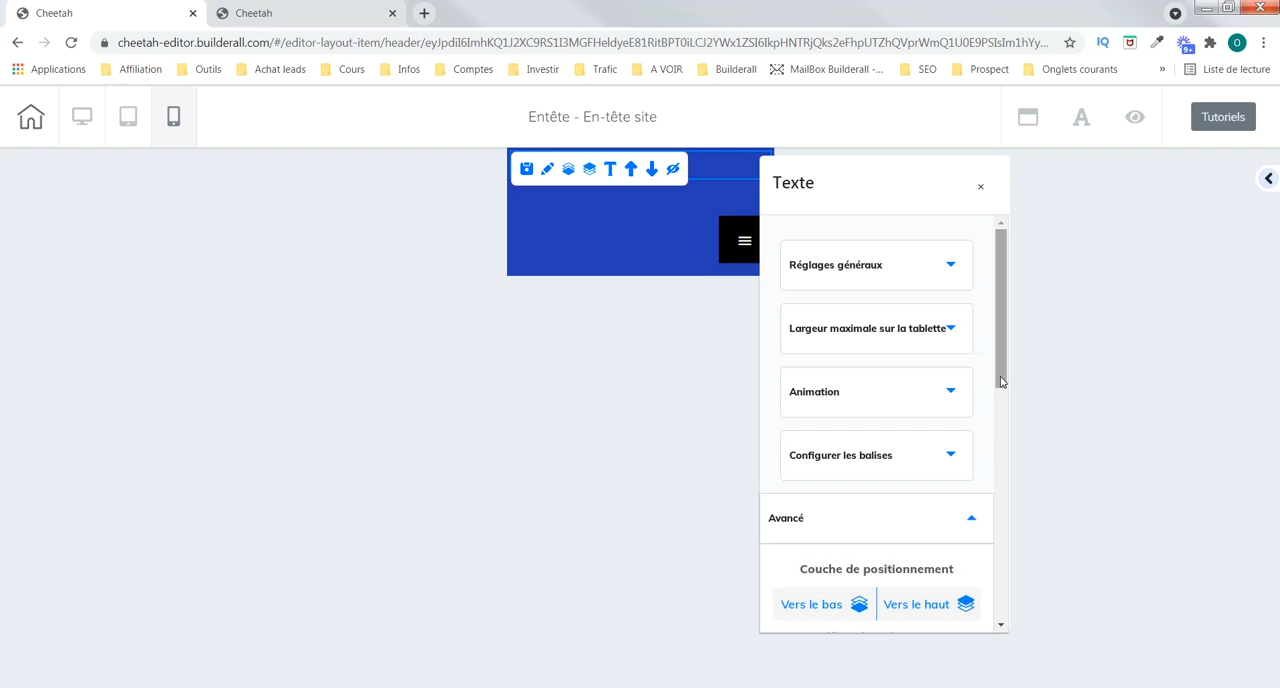 Cheetah
Cheetah
cheetah-editor.builderall.com/#/editor-layout-item/header/eyJpdiI6ImhKQ1J2XC9RS1I3MGFHeldyeE81RitBPT0iLCJ2YWx1ZSI6IkpHNTRjQks2eFhpUTZhQVprWmQ1U0E9PSIsIm1hYy...
IQ
9+
O
Applications
Affiliation
Outils
Achat leads
Cours
Infos
Comptes
Investir
Trafic
A VOIR
Builderall
MailBox Builderall -...
SEO
Prospect
Onglets courants
»
Liste de lecture
Entête - En-tête site
A
Tutoriels
T
Texte
×
Réglages généraux
Largeur maximale sur la tablette
Animation
Configurer les balises
Avancé
Couche de positionnement
Vers le bas
Vers le haut